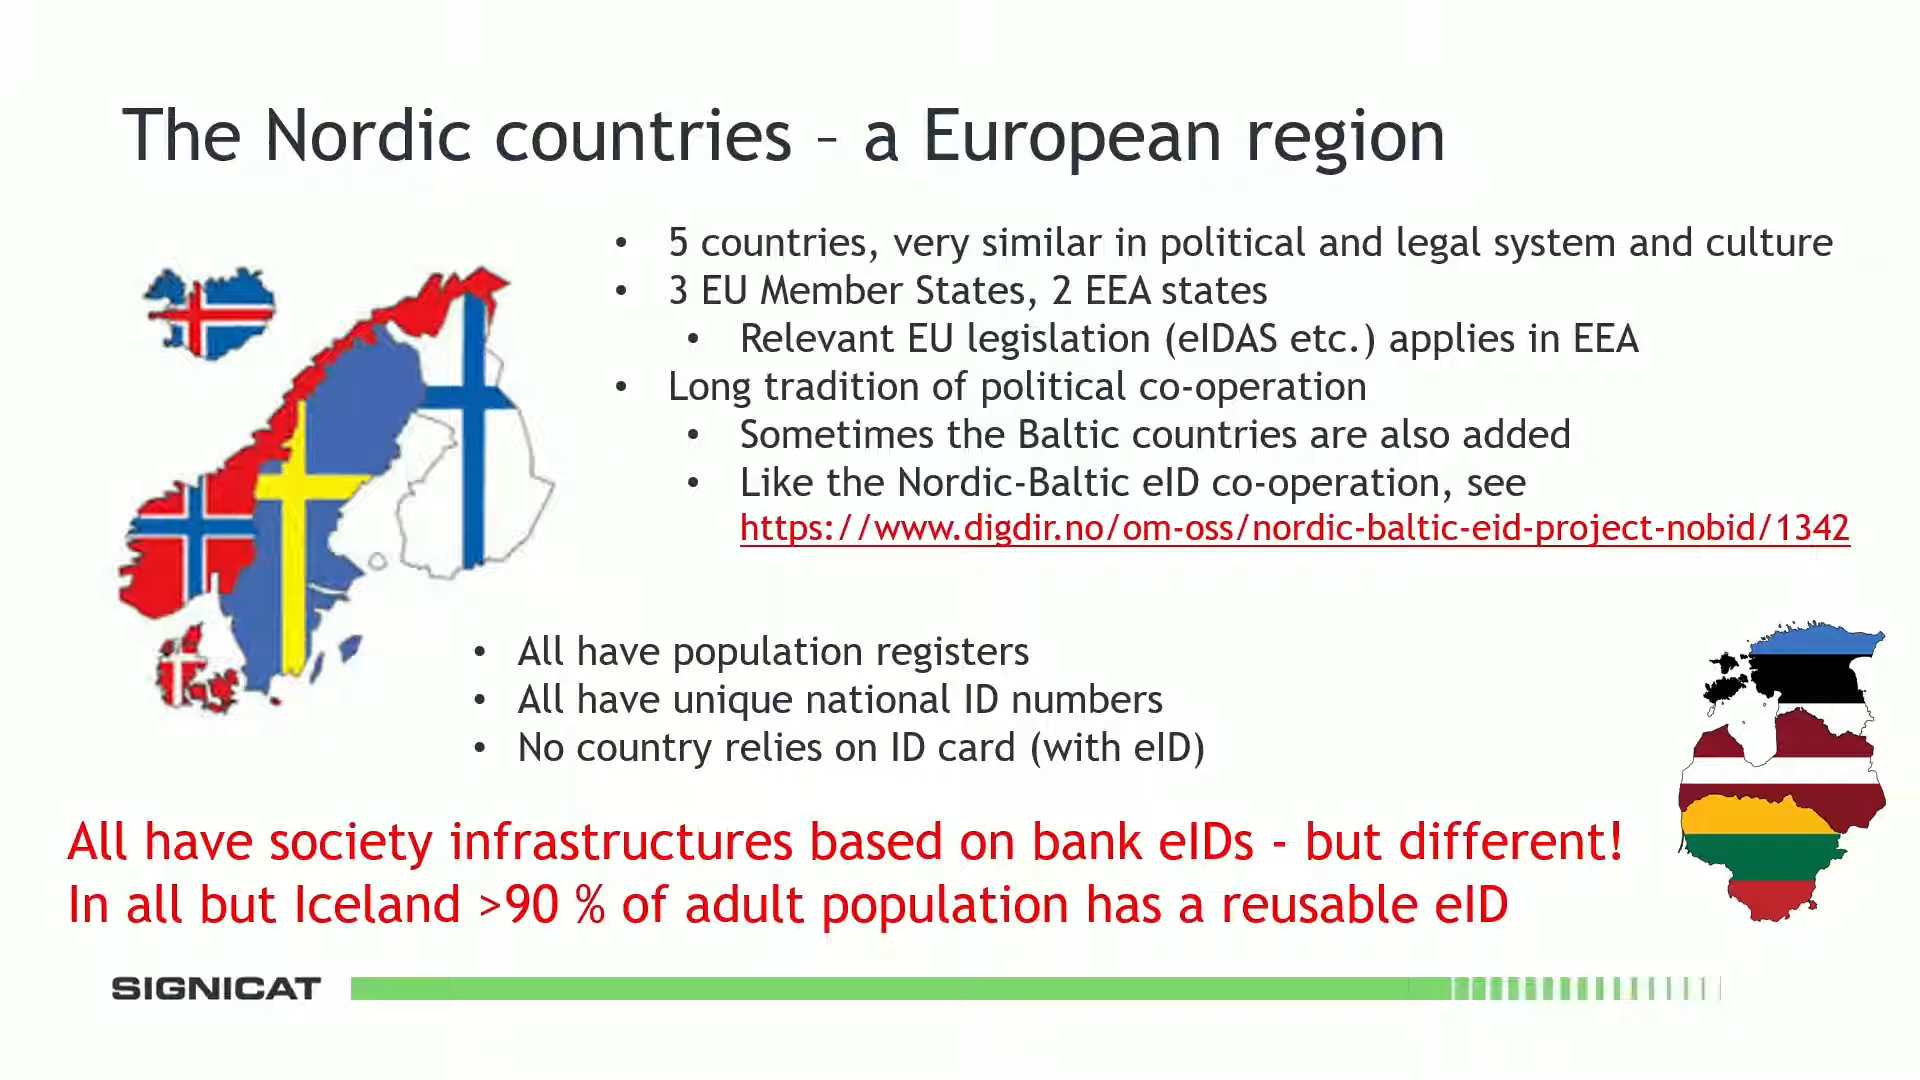 The Nordic countries – a European region
• 5 countries, very similar in political and legal system and culture
• 3 EU Member States, 2 EEA states
• Relevant EU legislation (eIDAS etc.) applies in EEA
• Long tradition of political co-operation
• Sometimes the Baltic countries are also added
• Like the Nordic-Baltic eID co-operation, see
https://www.digdir.no/om-oss/nordic-baltic-eid-project-nobid/1342
• All have population registers
• All have unique national ID numbers
• No country relies on ID card (with eID)
All have society infrastructures based on bank eIDs - but different!
In all but Iceland >90 % of adult population has a reusable eID
SIGNICAT